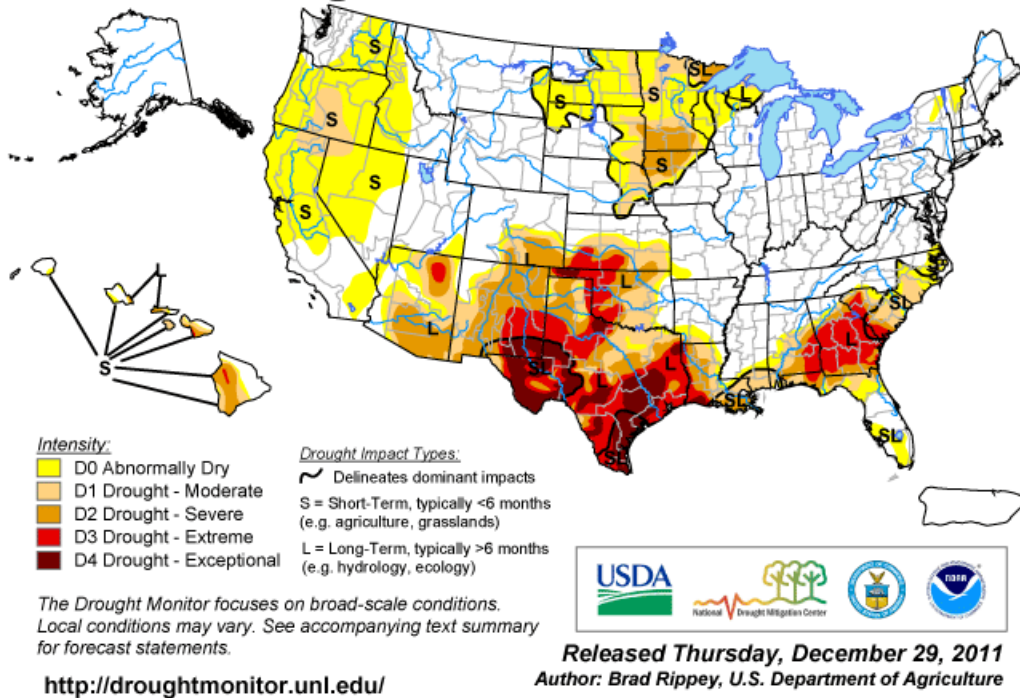 S
S
S
S
S
S
S
SL
L
L
S
L
L
L
SL
L
L
SL
L
SL
SL
SL
Intensity:
D0 Abnormally Dry
D1 Drought - Moderate
D2 Drought - Severe
D3 Drought - Extreme
D4 Drought - Exceptional
Drought Impact Types:
Delineates dominant impacts
S = Short-Term, typically <6 months
(e.g. agriculture, grasslands)
L = Long-Term, typically >6 months
(e.g. hydrology, ecology)
The Drought Monitor focuses on broad-scale conditions.
Local conditions may vary. See accompanying text summary
for forecast statements.
http://droughtmonitor.unl.edu/
USDA
National Drought Mitigation Center
NOAA
Released Thursday, December 29, 2011
Author: Brad Rippey, U.S. Department of Agriculture